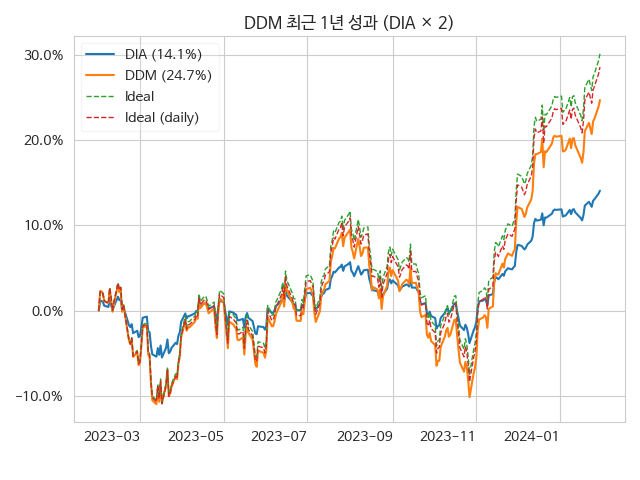 DDM 최근 1년 성과 (DIA × 2)
30.0%
20.0%
10.0%
0.0%
−10.0%
DIA (14.1%)
DDM (24.7%)
Ideal
Ideal (daily)
2023−03
2023−05
2023−07
2023−09
2023−11
2024−01